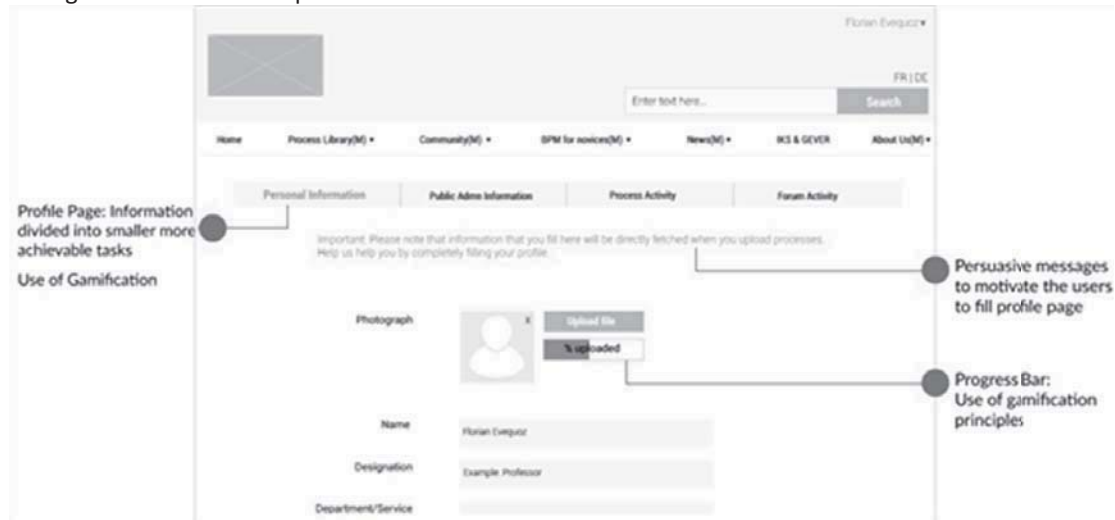 Florian Evequoz ▾
FR | DE
Enter text here...
Search
Home
Process Library(M) ▾
Community(M) ▾
BPM for novices(M) ▾
News(M) ▾
IKS & GEVER
About Us(M) ▾
Personal Information
Public Admn Information
Process Activity
Forum Activity
Profile Page: Information
divided into smaller more
achievable tasks
Use of Gamification
Important: Please note that information that you fill here will be directly fetched when you upload processes.
Help us help you by completely filling your profile.
Persuasive messages
to motivate the users
to fill profile page
Photograph
x
Upload file
% uploaded
Progress Bar:
Use of gamification
principles
Name
Florian Evequoz
Designation
Example: Professor
Department/Service